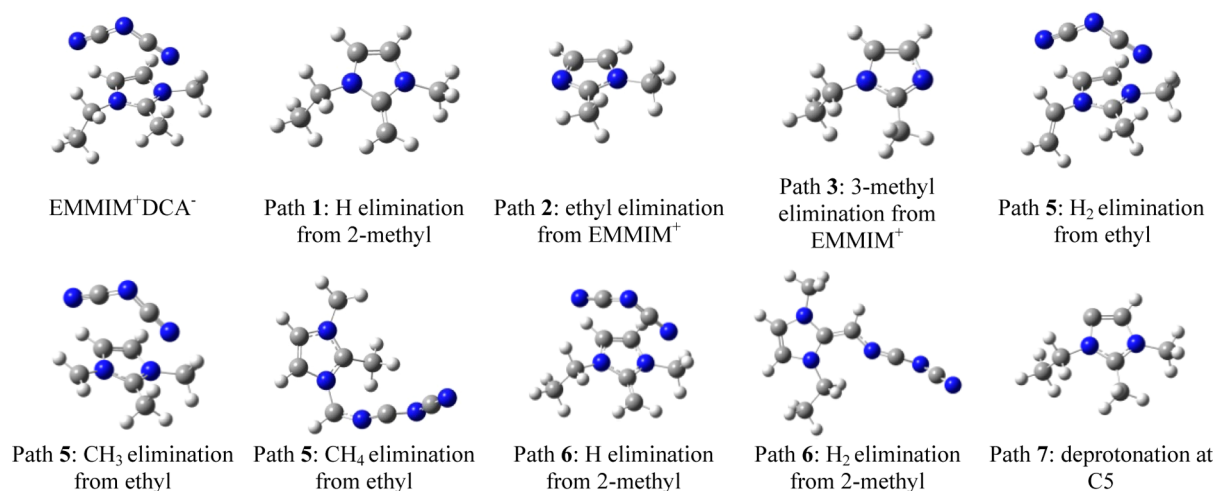 EMMIM⁺DCA⁻
Path 1: H elimination
from 2-methyl
Path 2: ethyl elimination
from EMMIM⁺
Path 3: 3-methyl
elimination from
EMMIM⁺
Path 5: H₂ elimination
from ethyl
Path 5: CH₃ elimination
from ethyl
Path 5: CH₄ elimination
from ethyl
Path 6: H elimination
from 2-methyl
Path 6: H₂ elimination
from 2-methyl
Path 7: deprotonation at
C5